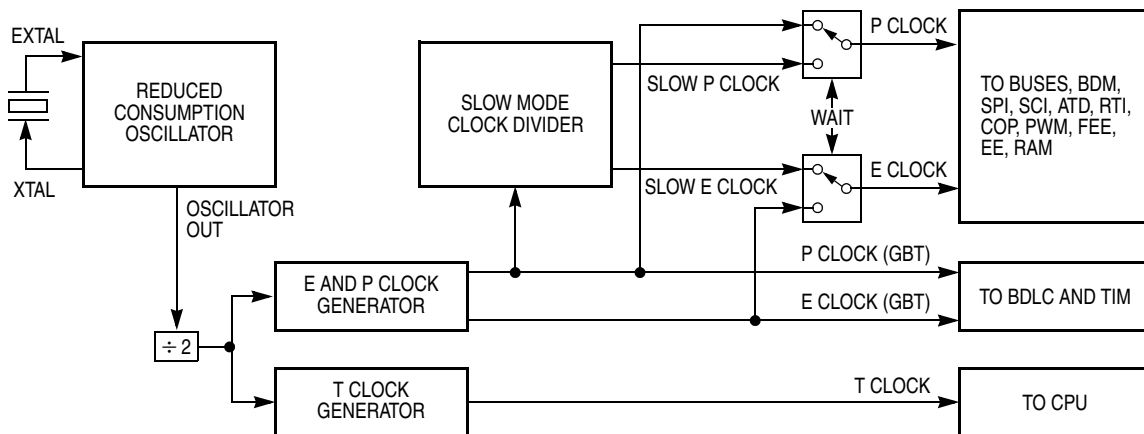 EXTAL
REDUCED
CONSUMPTION
OSCILLATOR
XTAL
OSCILLATOR
OUT
÷ 2
SLOW MODE
CLOCK DIVIDER
SLOW P CLOCK
SLOW E CLOCK
WAIT
P CLOCK
E CLOCK
TO BUSES, BDM,
SPI, SCI, ATD, RTI,
COP, PWM, FEE,
EE, RAM
E AND P CLOCK
GENERATOR
P CLOCK (GBT)
E CLOCK (GBT)
TO BDLC AND TIM
T CLOCK
GENERATOR
T CLOCK
TO CPU